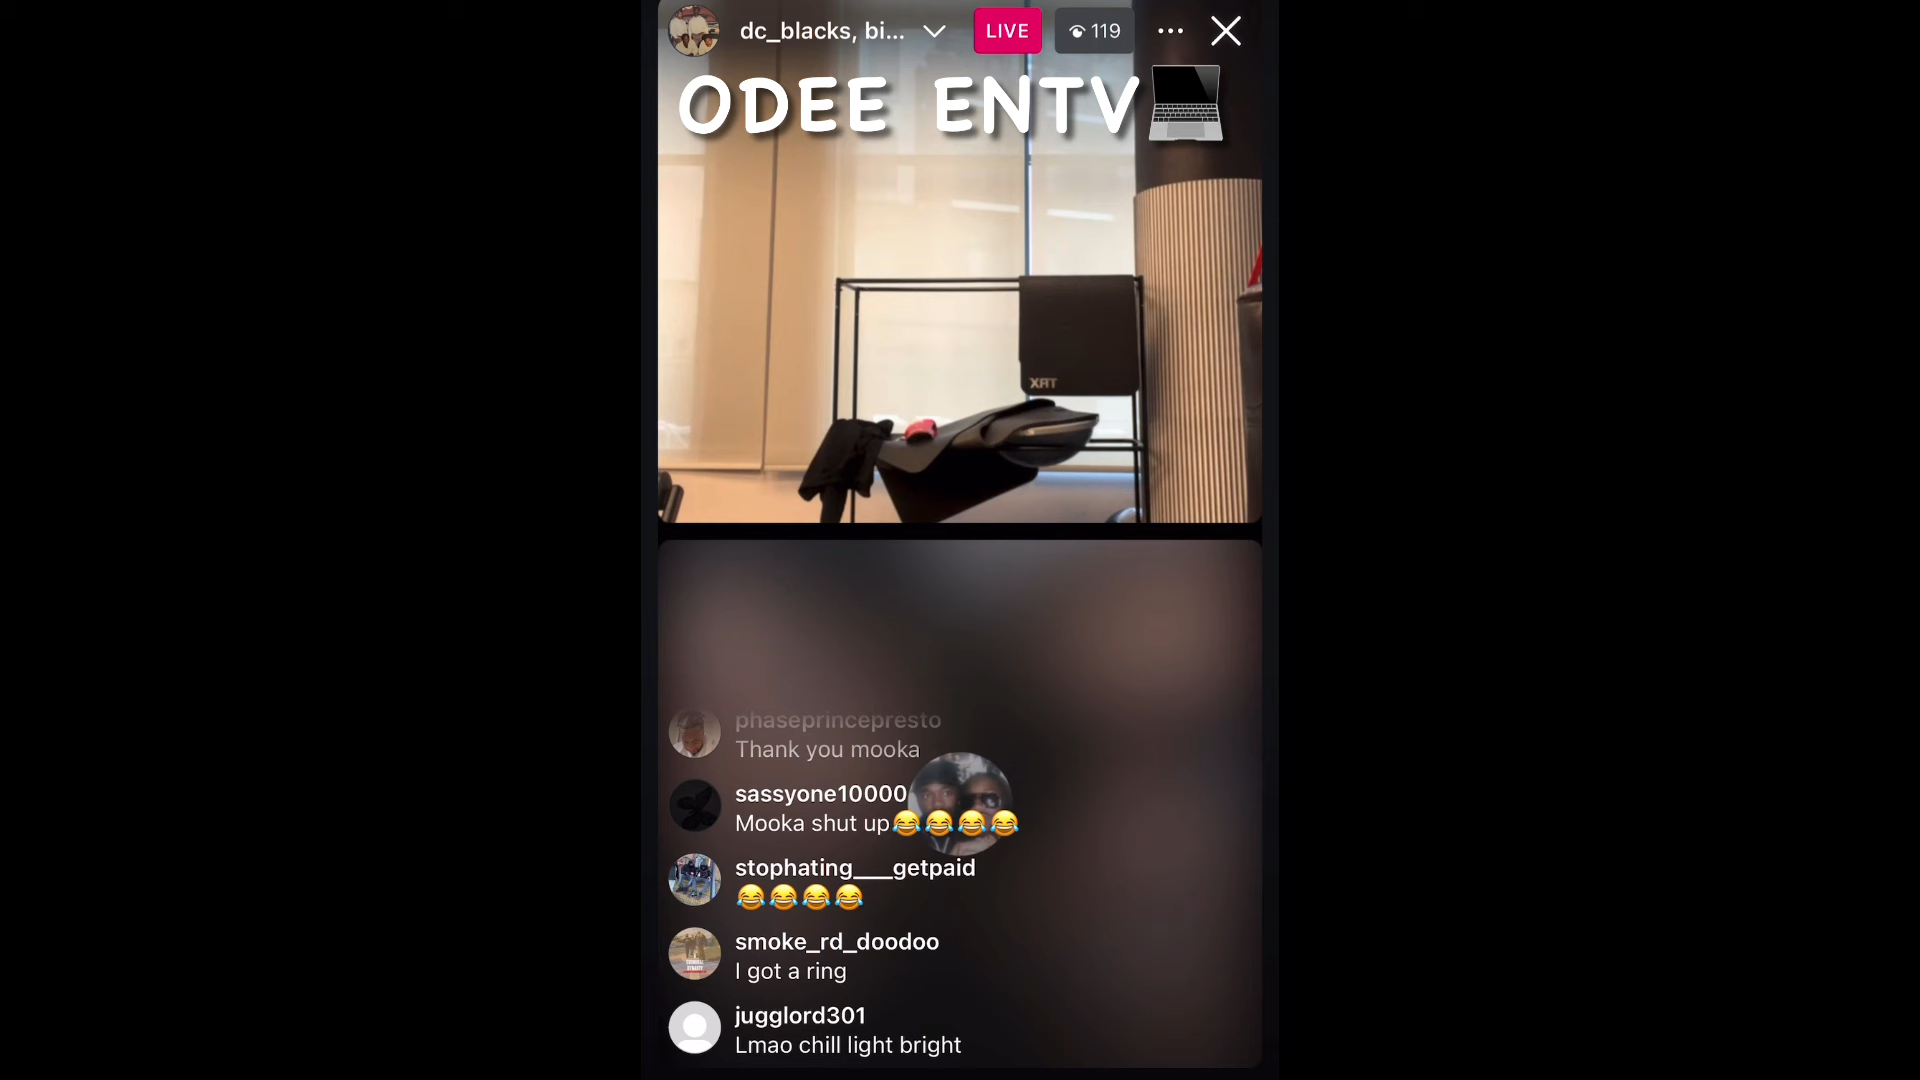 dc_blacks, bi...
LIVE
119
ODEE ENTV
TRX
phaseprincepresto
Thank you mooka
sassyone10000
Mooka shut up😂😂😂😂
stophating___getpaid
😂😂😂😂
smoke_rd_doodoo
I got a ring
jugglord301
Lmao chill light bright